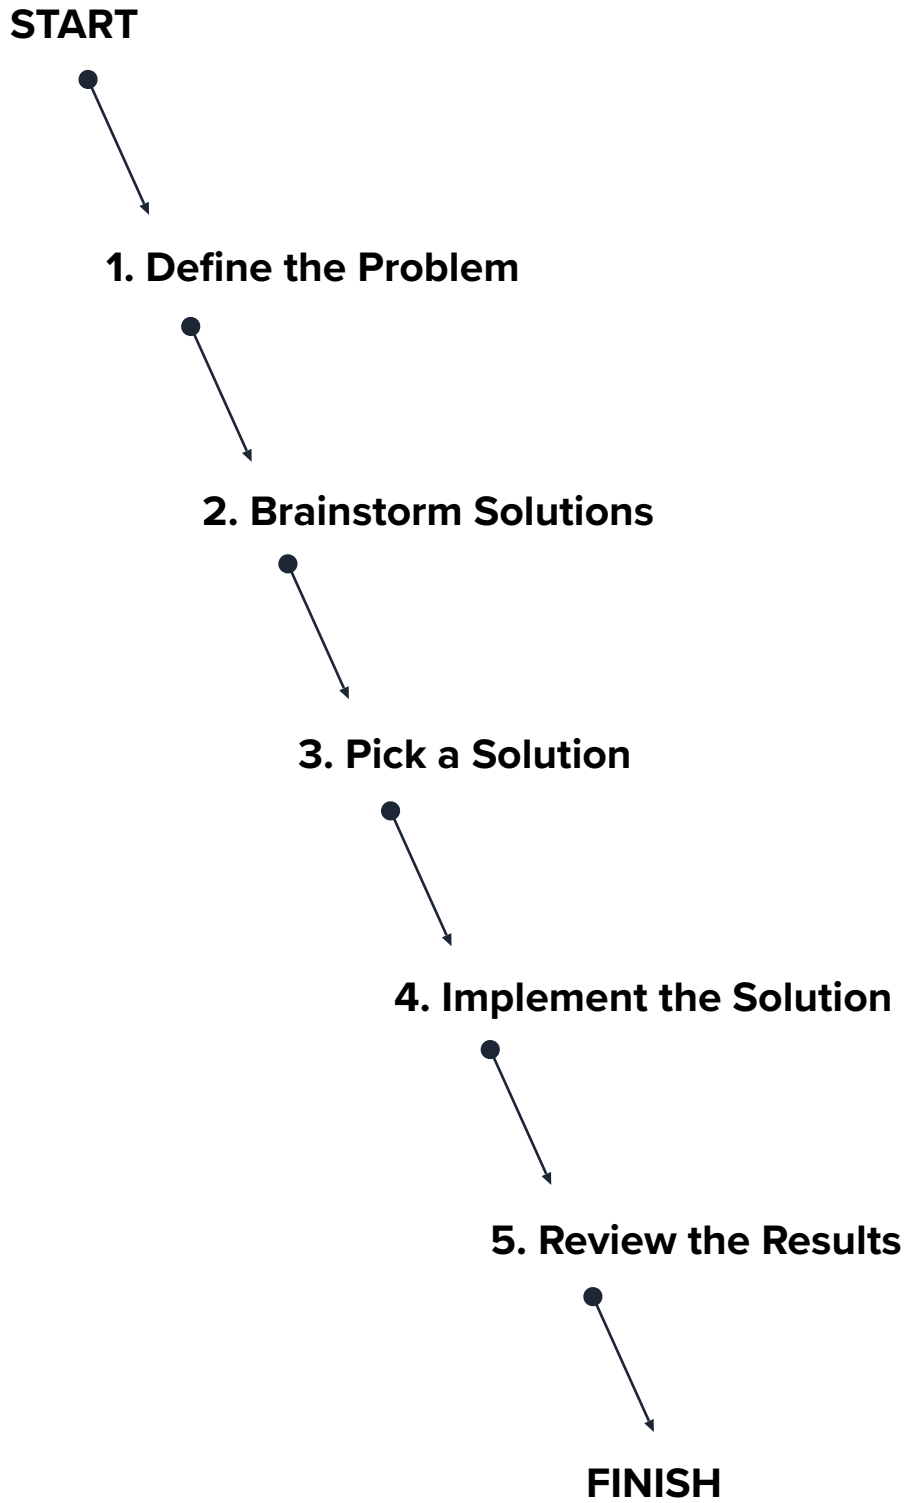 START
1. Define the Problem
2. Brainstorm Solutions
3. Pick a Solution
4. Implement the Solution
5. Review the Results
FINISH